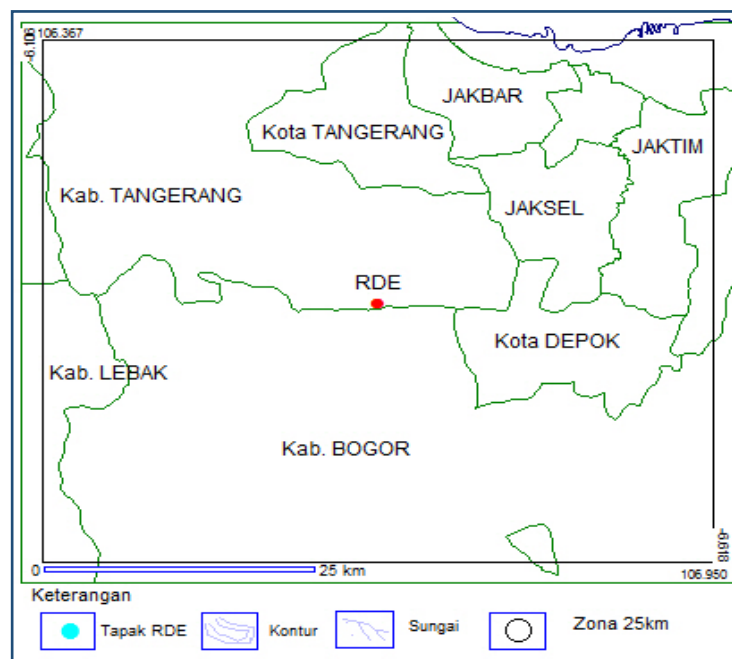 -6.106
106.367
JAKBAR
Kota TANGERANG
JAKTIM
Kab. TANGERANG
JAKSEL
RDE
Kota DEPOK
Kab. LEBAK
Kab. BOGOR
-6.618
0 25 km
106.950
Keterangan
Tapak RDE Kontur Sungai Zona 25km